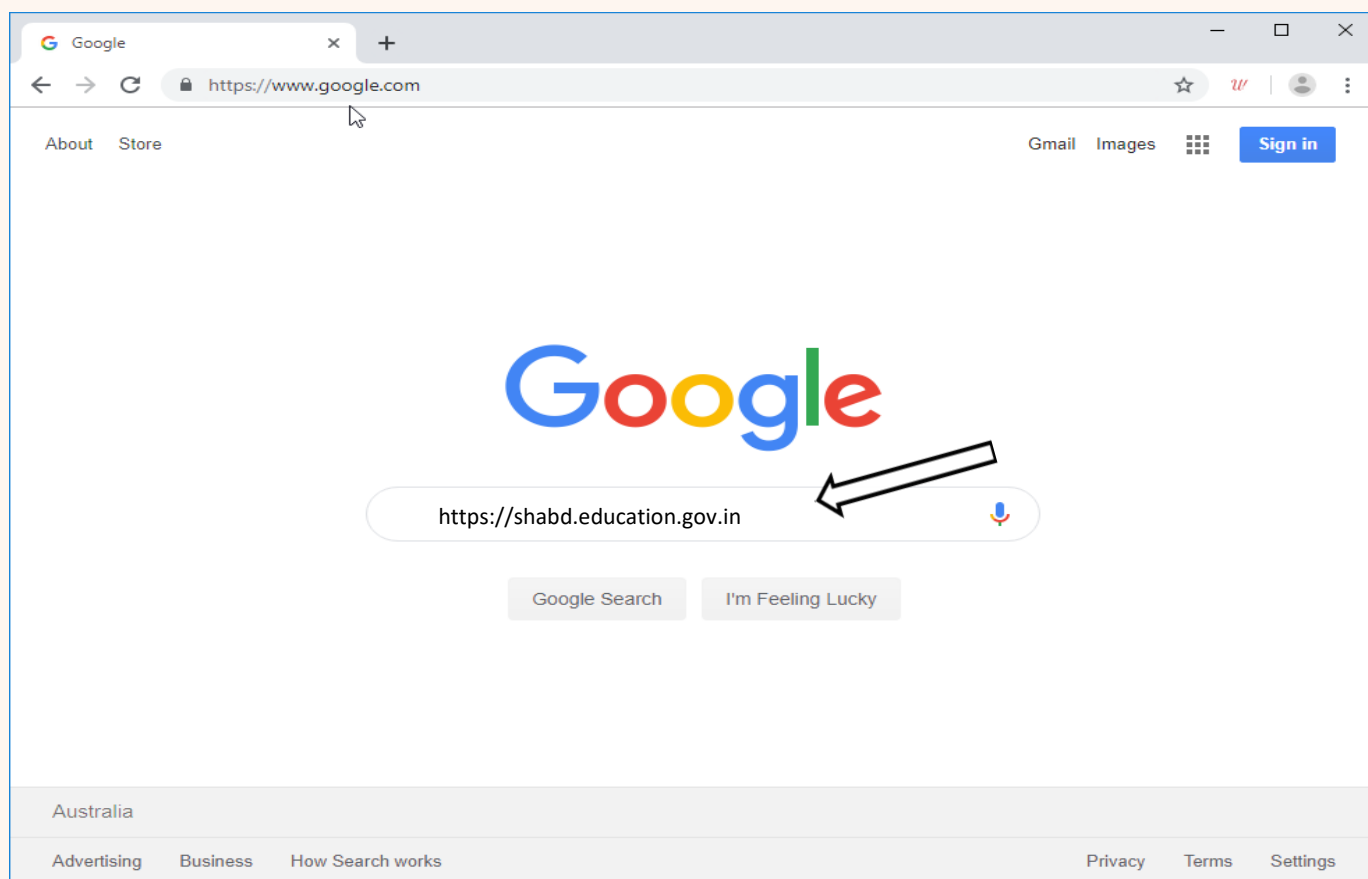 Google
https://www.google.com
About Store Gmail Images Sign in
Google
https://shabd.education.gov.in
Google Search I'm Feeling Lucky
Australia
Advertising Business How Search works Privacy Terms Settings